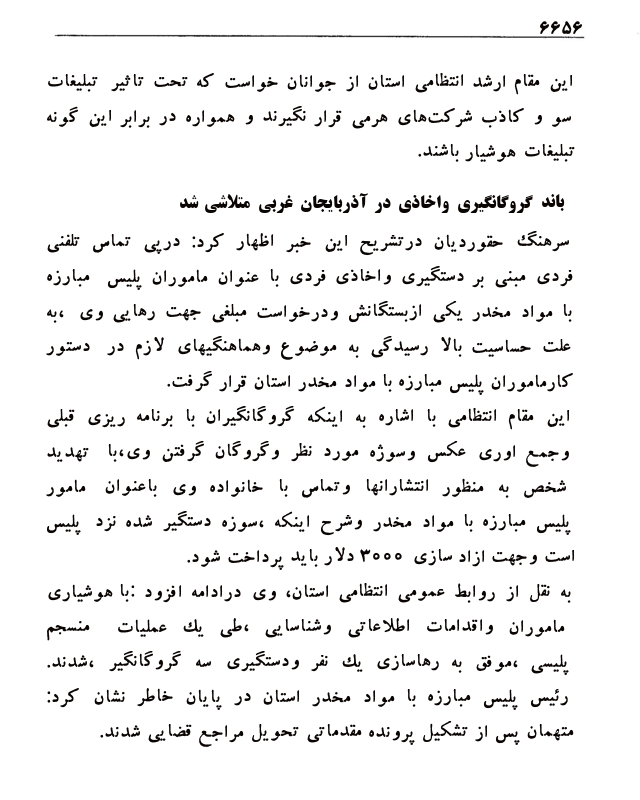 ۶۶۵۶
این مقام ارشد انتظامی استان از جوانان خواست که تحت تاثیر تبلیغات
سو و کاذب شرکت‌های هرمی قرار نگیرند و همواره در برابر این گونه
تبلیغات هوشیار باشند.
باند گروگانگیری واخاذی در آذربایجان غربی متلاشی شد
سرهنگ حقوردیان درتشریح این خبر اظهار کرد: درپی تماس تلفنی
فردی مبنی بر دستگیری واخاذی فردی با عنوان ماموران پلیس مبارزه
با مواد مخدر یکی ازبستگانش ودرخواست مبلغی جهت رهایی وی ،به
علت حساسیت بالا رسیدگی به موضوع وهماهنگیهای لازم در دستور
کارماموران پلیس مبارزه با مواد مخدر استان قرار گرفت.
این مقام انتظامی با اشاره به اینکه گروگانگیران با برنامه ریزی قبلی
وجمع اوری عکس وسوژه مورد نظر وگروگان گرفتن وی،با تهدید
شخص به منظور انتشارانها وتماس با خانواده وی باعنوان مامور
پلیس مبارزه با مواد مخدر وشرح اینکه ،سوزه دستگیر شده نزد پلیس
است وجهت ازاد سازی ۳۰۰۰ دلار باید پرداخت شود.
به نقل از روابط عمومی انتظامی استان، وی درادامه افزود :با هوشیاری
ماموران واقدامات اطلاعاتی وشناسایی ،طی یك عملیات منسجم
پلیسی ،موفق به رهاسازی یك نفر ودستگیری سه گروگانگیر ،شدند.
رئیس پلیس مبارزه با مواد مخدر استان در پایان خاطر نشان کرد:
متهمان پس از تشکیل پرونده مقدماتی تحویل مراجع قضایی شدند.